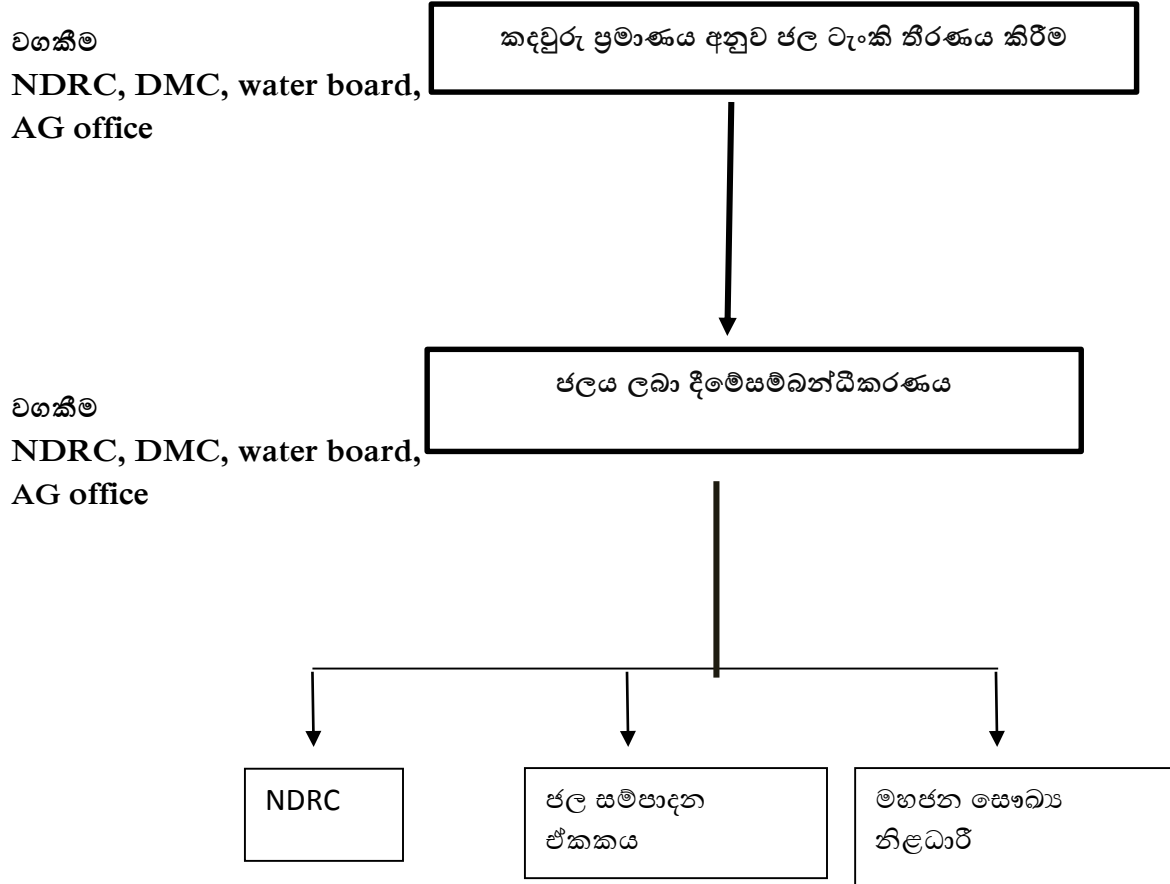 වගකීම
NDRC, DMC, water board,
AG office
කදවුරු ප්‍රමාණය අනුව ජල ටැංකි තීරණය කිරීම
වගකීම
NDRC, DMC, water board,
AG office
ජලය ලබා දීමේසම්බන්ධීකරණය
NDRC
ජල සම්පාදන
ඒකකය
මහජන සෞඛ්‍ය
නිළධාරී